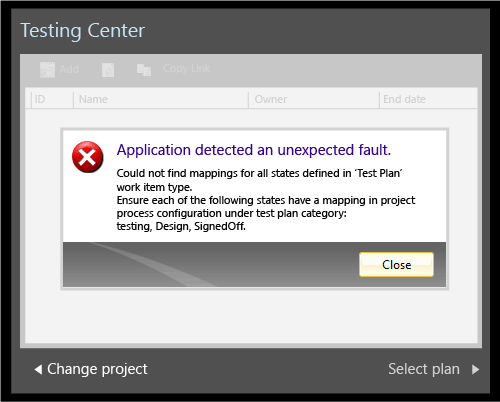 Testing Center
Add Copy Link
ID Name Owner End date
Application detected an unexpected fault.
Could not find mappings for all states defined in 'Test Plan'
work item type.
Ensure each of the following states have a mapping in project
process configuration under test plan category:
testing, Design, SignedOff.
Close
Change project Select plan